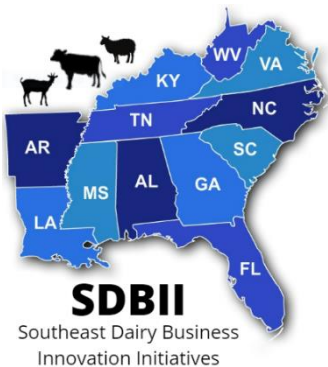 WV
KY
VA
TN
NC
AR
SC
MS
AL
GA
LA
FL
SDBII
Southeast Dairy Business
Innovation Initiatives